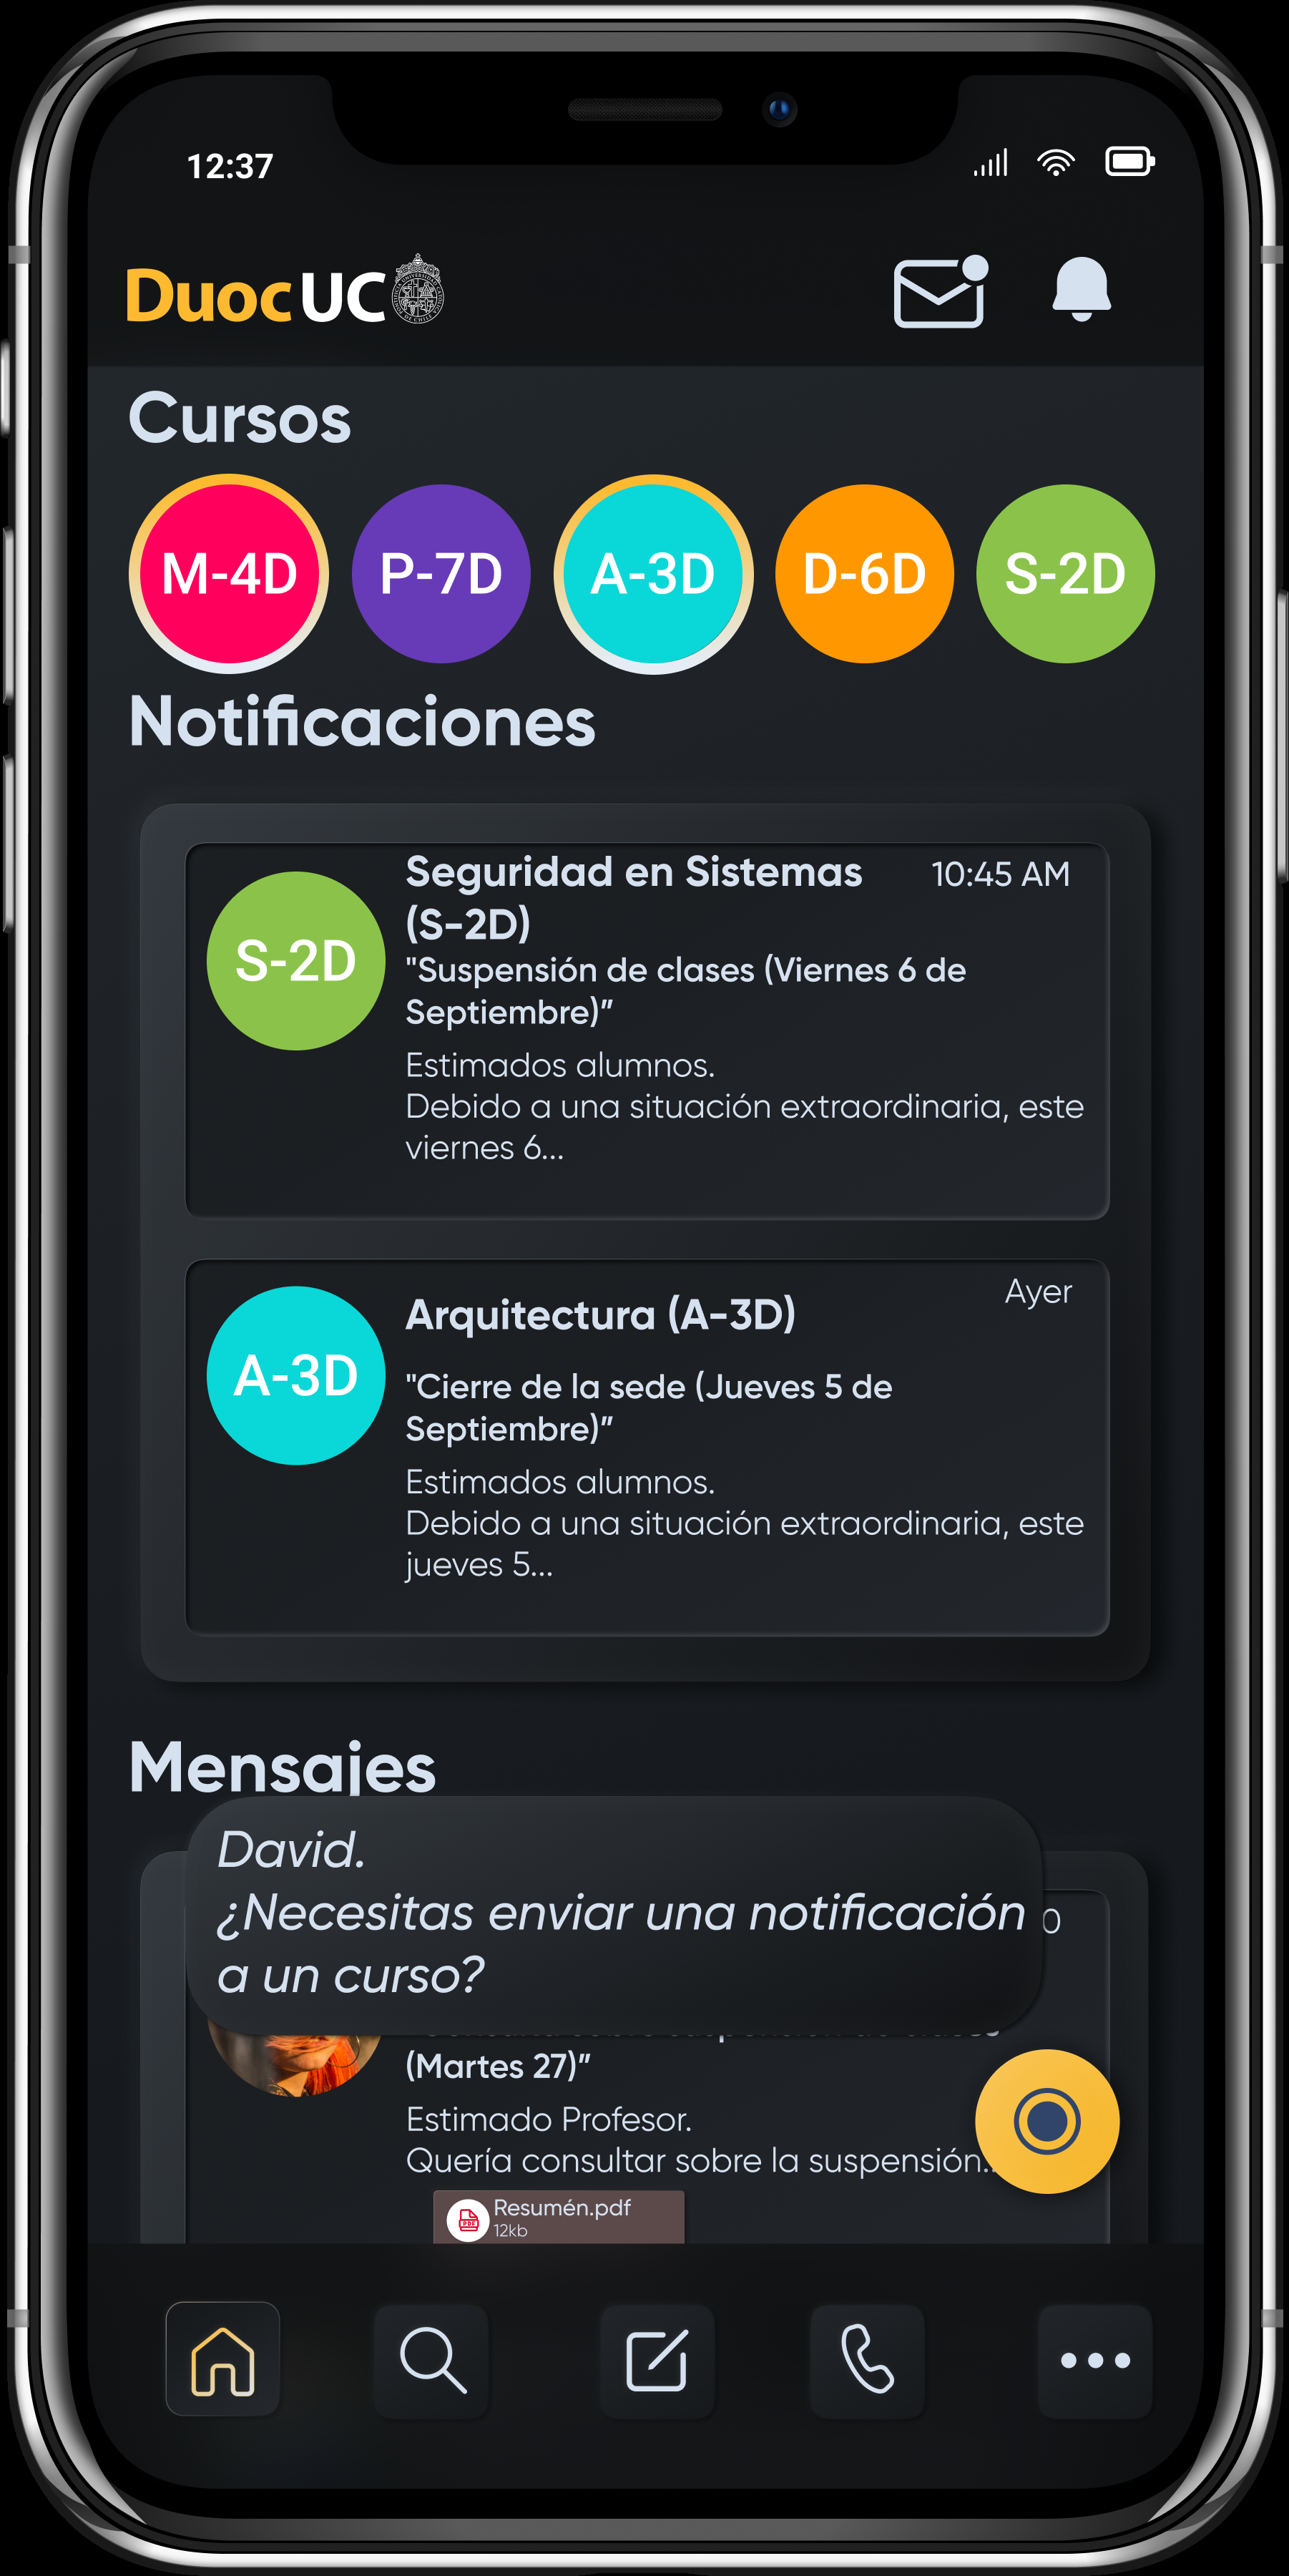 12:37
Duoc UC
Cursos
M-4D
P-7D
A-3D
D-6D
S-2D
Notificaciones
S-2D
Seguridad en Sistemas
10:45 AM
(S-2D)
"Suspensión de clases (Viernes 6 de
Septiembre)”
Estimados alumnos.
Debido a una situación extraordinaria, este
viernes 6...
A-3D
Arquitectura (A-3D)
Ayer
"Cierre de la sede (Jueves 5 de
Septiembre)”
Estimados alumnos.
Debido a una situación extraordinaria, este
jueves 5...
Mensajes
David.
¿Necesitas enviar una notificación
a un curso?
(Martes 27)”
Estimado Profesor.
Quería consultar sobre la suspensión..
Resumén.pdf
12kb